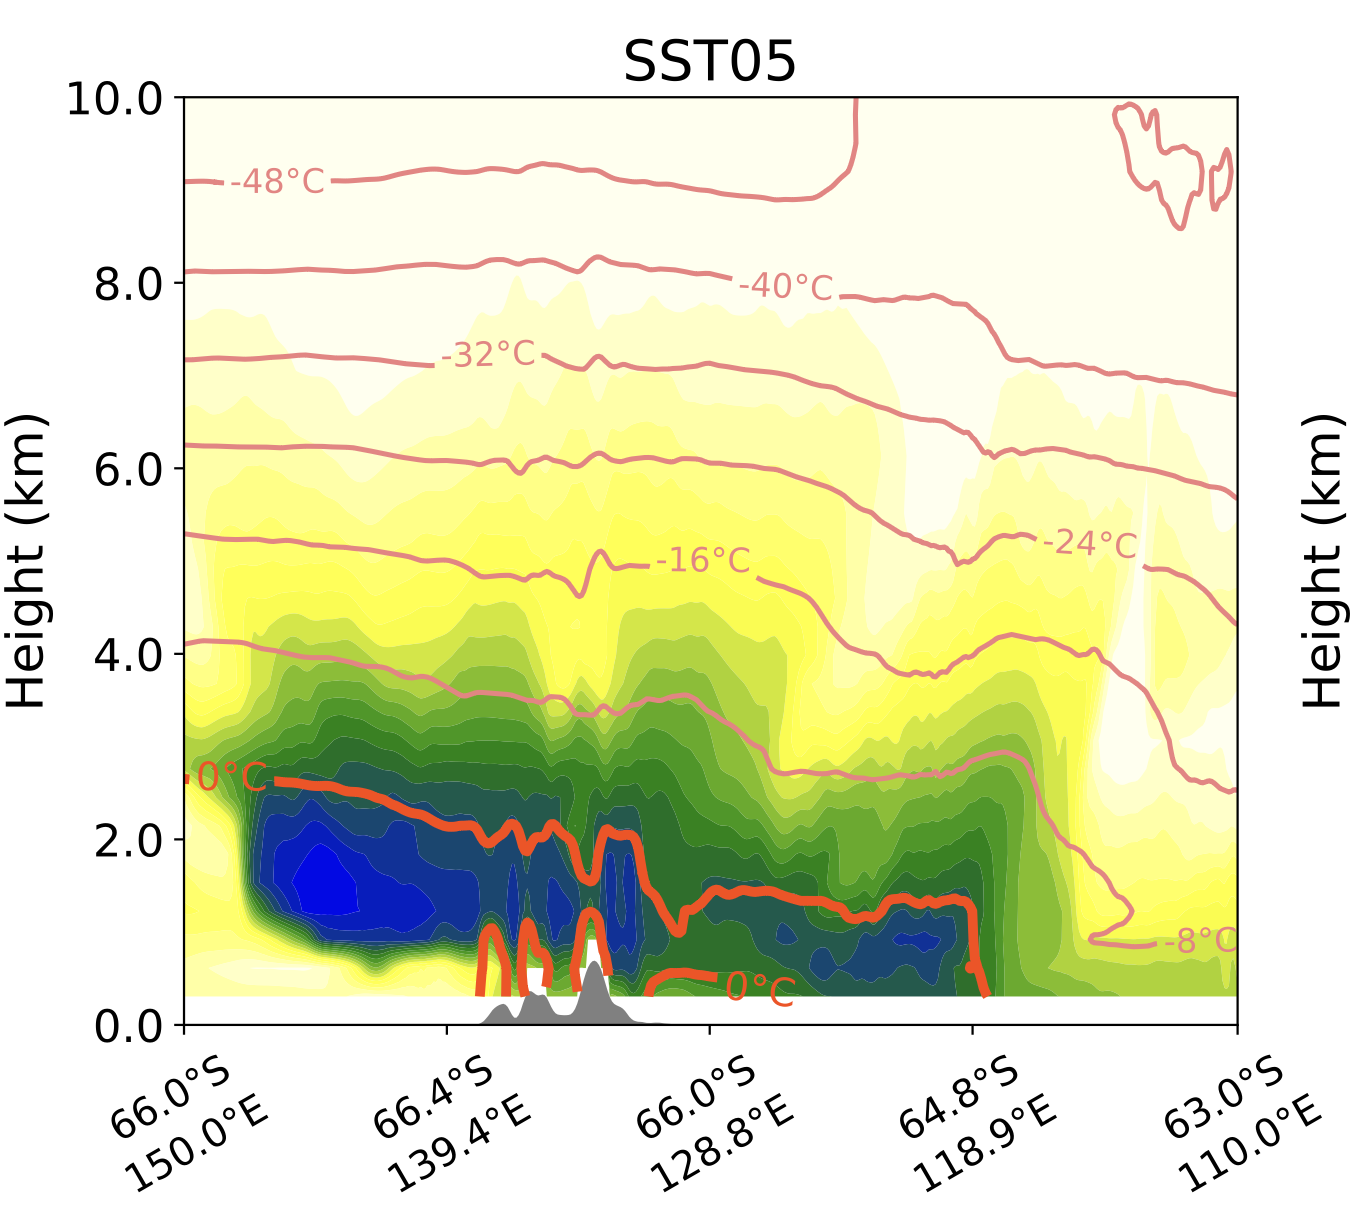 SST05
10.0
8.0
6.0
4.0
2.0
0.0
Height (km)
Height (km)
-48°C
-40°C
-32°C
-24°C
-16°C
-8°C
0°C
0°C
66.0°S
150.0°E
66.4°S
139.4°E
66.0°S
128.8°E
64.8°S
118.9°E
63.0°S
110.0°E